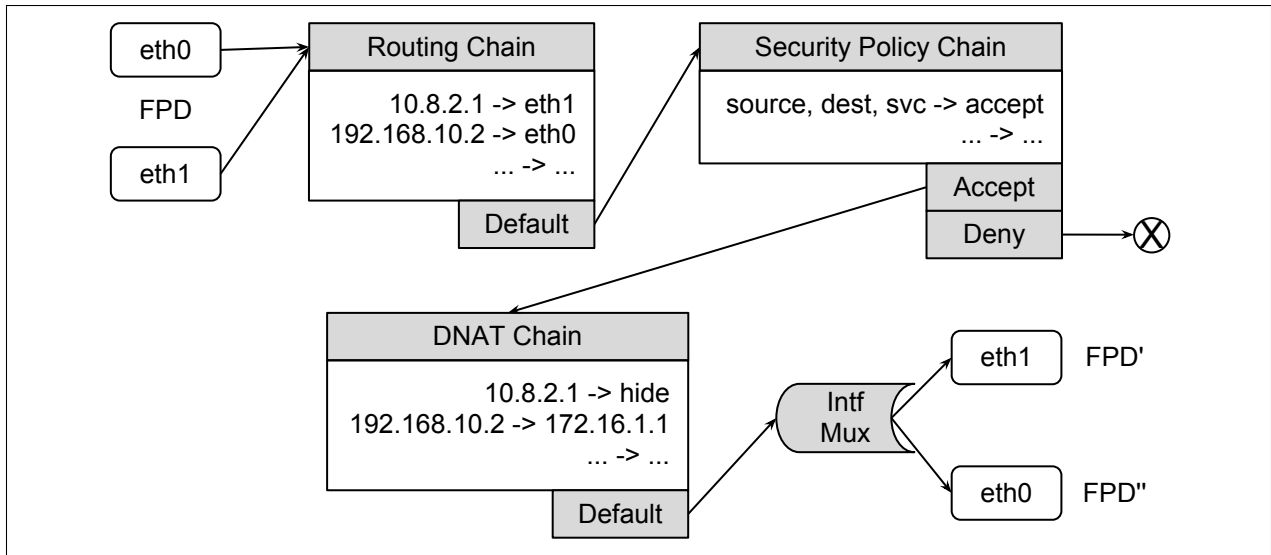 eth0
FPD
eth1
Routing Chain
10.8.2.1 -> eth1
192.168.10.2 -> eth0
... -> ...
Default
Security Policy Chain
source, dest, svc -> accept
... -> ...
Accept
Deny
X
DNAT Chain
10.8.2.1 -> hide
192.168.10.2 -> 172.16.1.1
... -> ...
Default
Intf
Mux
eth1
FPD'
eth0
FPD"